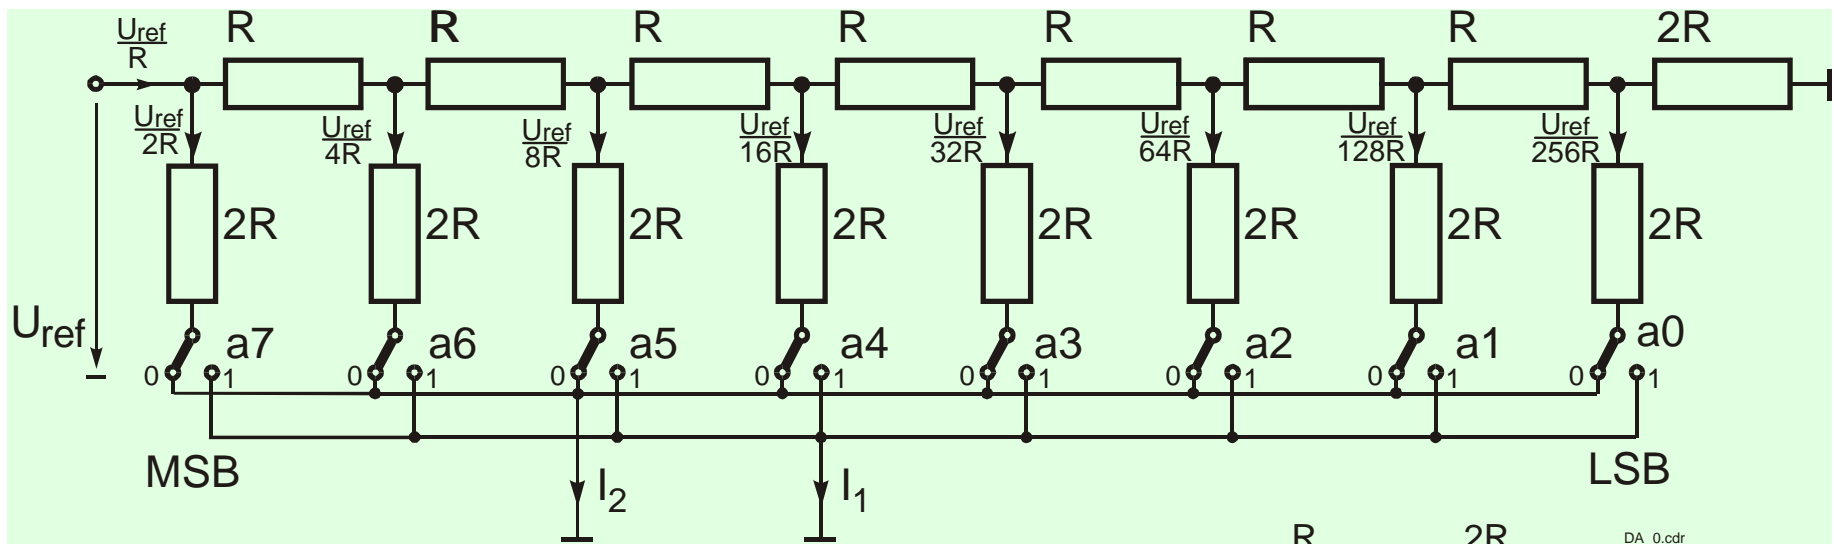 R R R R R R R 2R
Uref
R
Uref
2R
Uref
4R
Uref
8R
Uref
16R
Uref
32R
Uref
64R
Uref
128R
Uref
256R
2R 2R 2R 2R 2R 2R 2R 2R
Uref
a7 a6 a5 a4 a3 a2 a1 a0
0 1 0 1 0 1 0 1 0 1 0 1 0 1 0 1
MSB LSB
I2 I1
R 2R DA_0.cdr